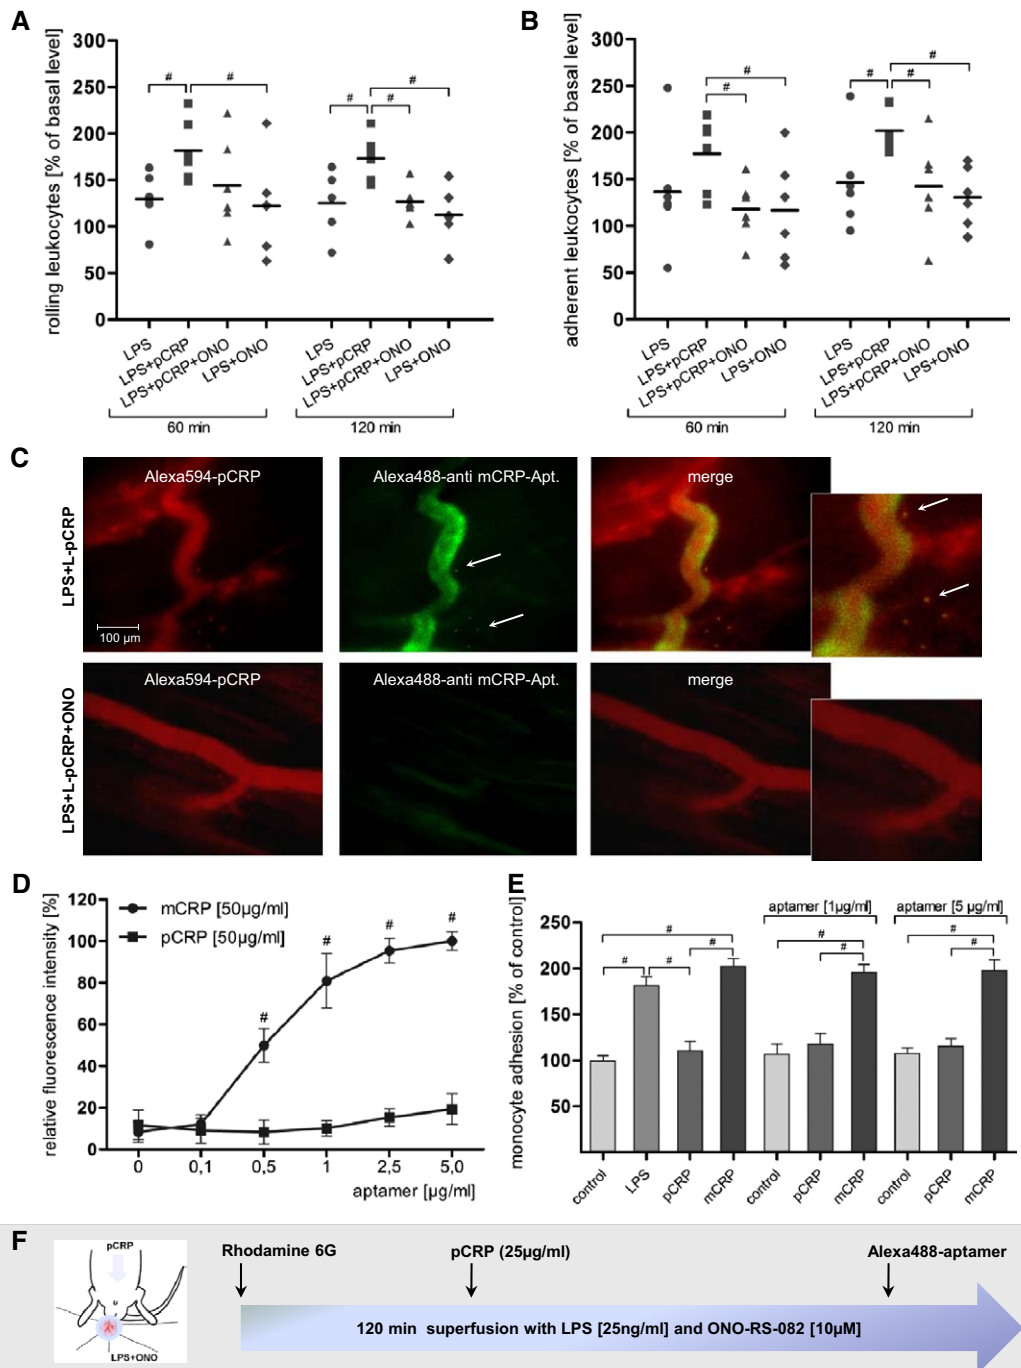 A
rolling leukocytes [% of basal level]
300
250
200
150
100
50
0
# # # # #
LPS
LPS+pCRP
LPS+pCRP+ONO
LPS+ONO
LPS
LPS+pCRP
LPS+pCRP+ONO
LPS+ONO
60 min
120 min
B
adherent leukocytes [% of basal level]
300
250
200
150
100
50
0
# # # # #
LPS
LPS+pCRP
LPS+pCRP+ONO
LPS+ONO
LPS
LPS+pCRP
LPS+pCRP+ONO
LPS+ONO
60 min
120 min
C
LPS+L-pCRP
Alexa594-pCRP
Alexa488-anti mCRP-Apt.
merge
100 µm
LPS+L-pCRP+ONO
Alexa594-pCRP
Alexa488-anti mCRP-Apt.
merge
D
relative fluorescence intensity [%]
120
100
80
60
40
20
0
mCRP [50µg/ml]
pCRP [50µg/ml]
# # # #
0 0,1 0,5 1 2,5 5,0
aptamer [µg/ml]
E
monocyte adhesion [% of control]
250
200
150
100
50
aptamer [1µg/ml]
aptamer [5 µg/ml]
# # # # # # # #
control
LPS
pCRP
mCRP
control
pCRP
mCRP
control
pCRP
mCRP
F
pCRP
LPS+ONO
Rhodamine 6G
pCRP (25µg/ml)
Alexa488-aptamer
120 min superfusion with LPS [25ng/ml] and ONO-RS-082 [10µM]